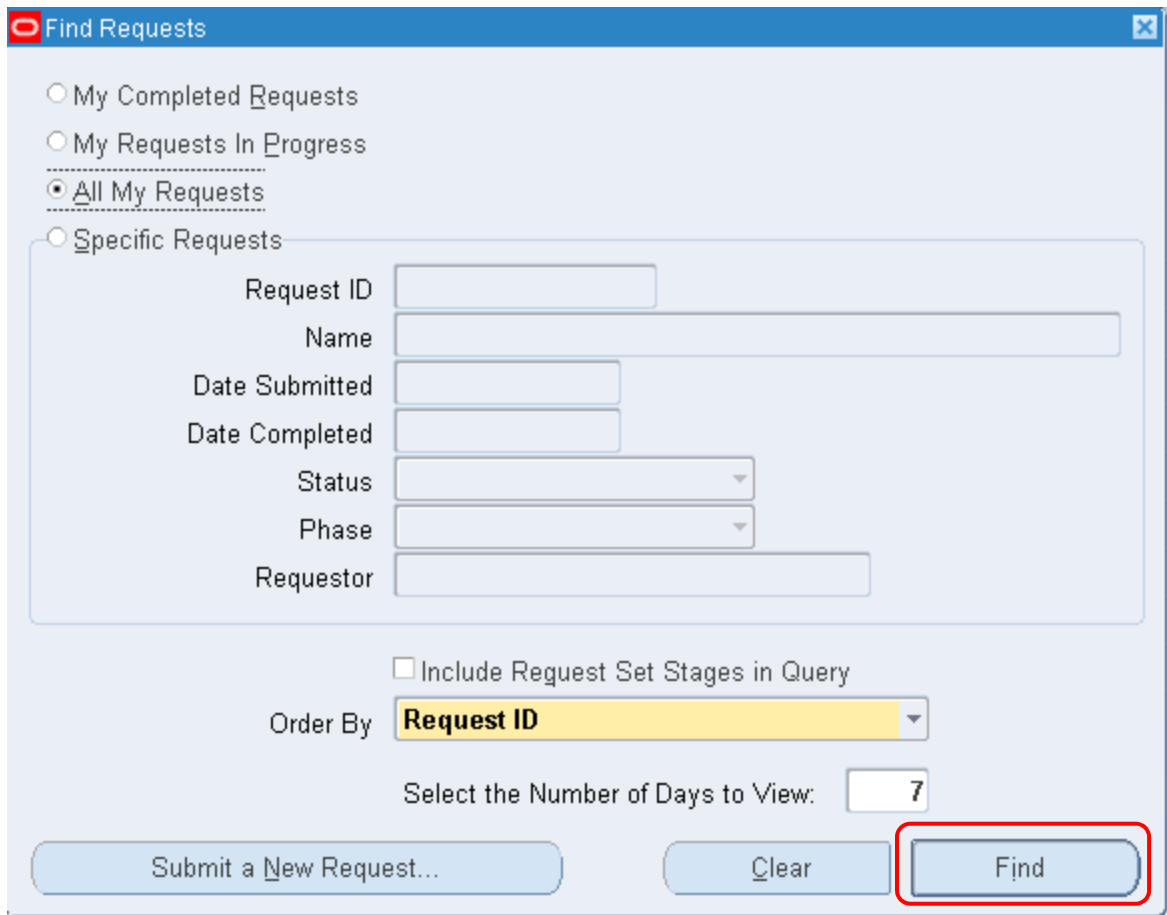 Find Requests
My Completed Requests
My Requests In Progress
All My Requests
Specific Requests
Request ID
Name
Date Submitted
Date Completed
Status
Phase
Requestor
Include Request Set Stages in Query
Order By Request ID
Select the Number of Days to View: 7
Submit a New Request... Clear Find